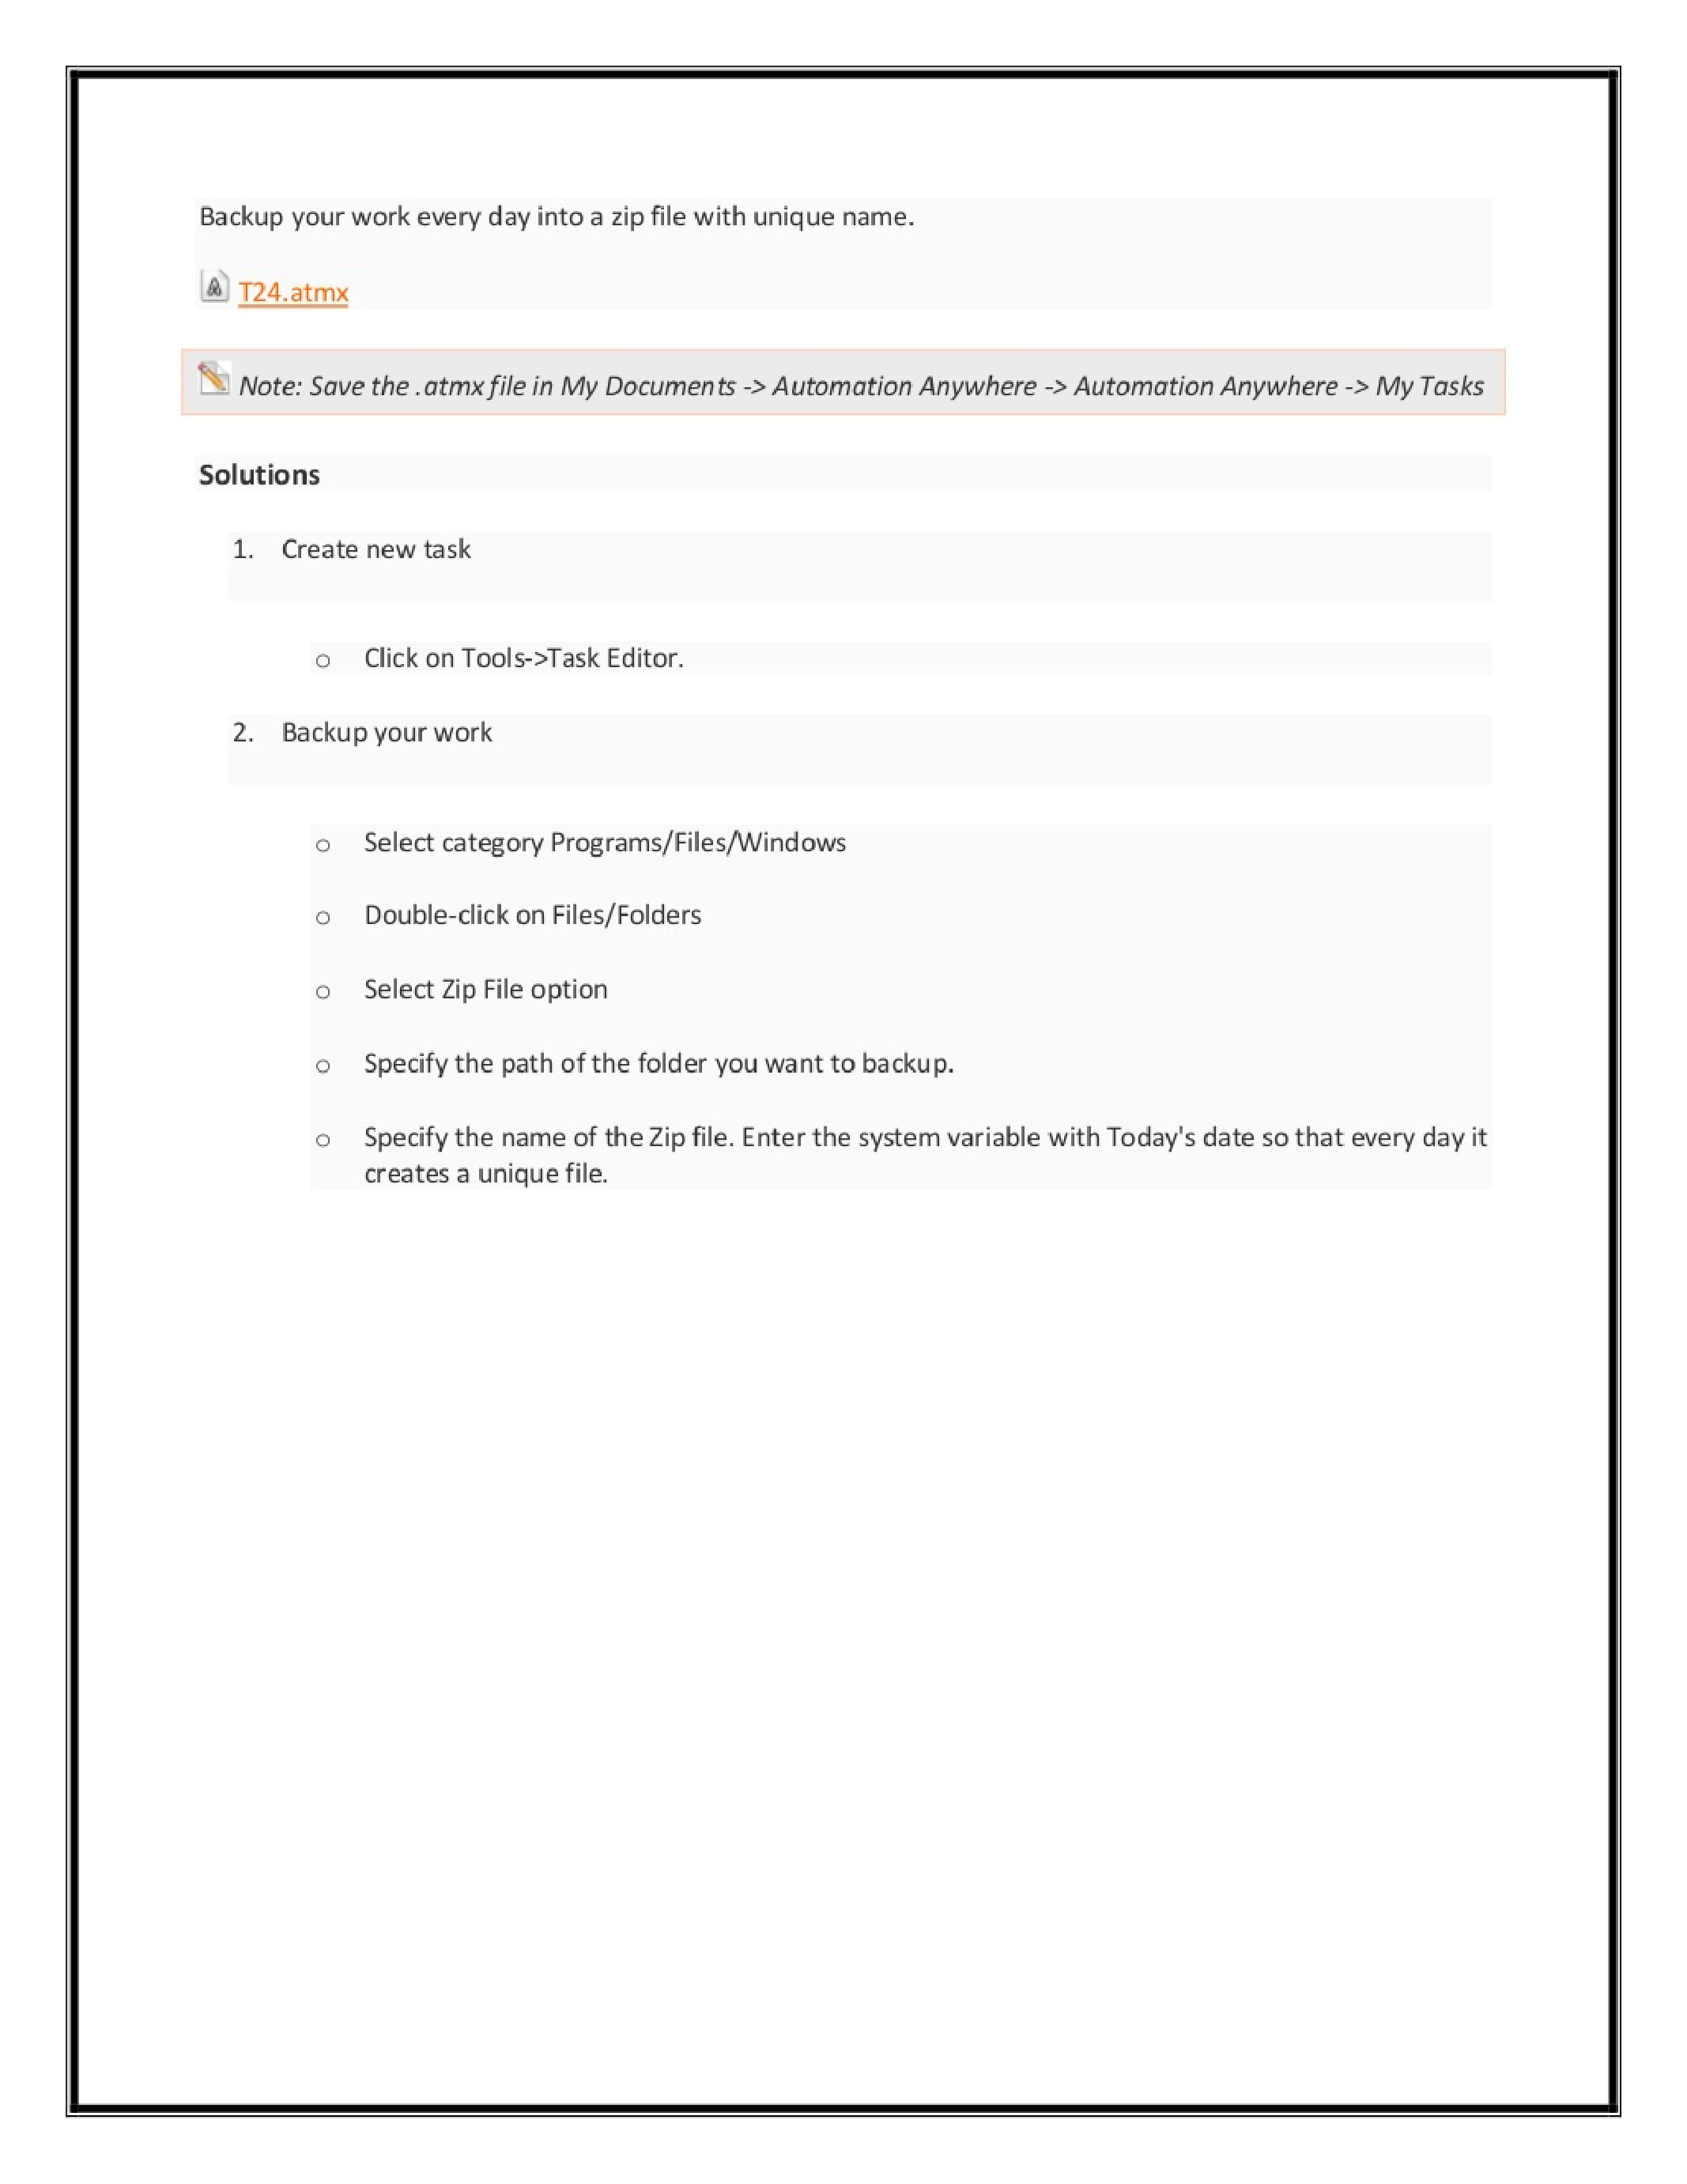 Backup your work every day into a zip file with unique name.
T24.atmx
Note: Save the .atmx file in My Documents -> Automation Anywhere -> Automation Anywhere -> My Tasks
Solutions
1. Create new task
o Click on Tools->Task Editor.
2. Backup your work
o Select category Programs/Files/Windows
o Double-click on Files/Folders
o Select Zip File option
o Specify the path of the folder you want to backup.
o Specify the name of the Zip file. Enter the system variable with Today's date so that every day it
creates a unique file.